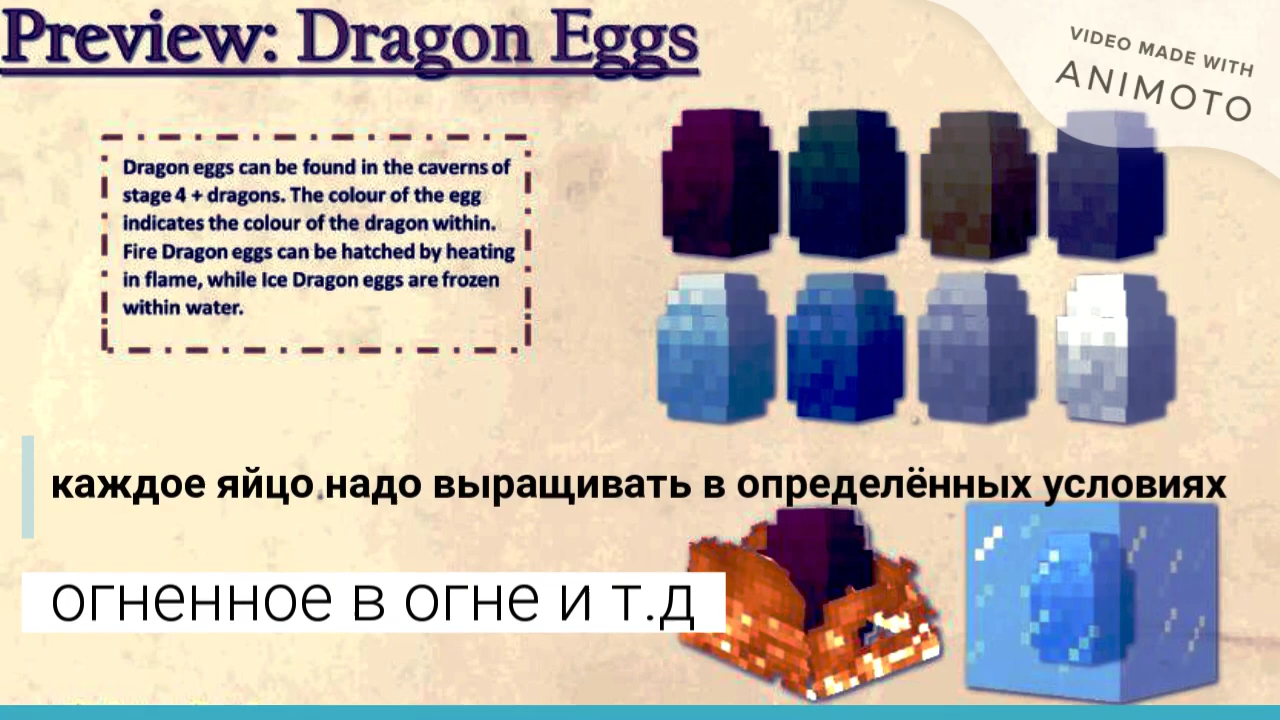 Preview: Dragon Eggs
VIDEO MADE WITH
ANIMOTO
Dragon eggs can be found in the caverns of
stage 4 + dragons. The colour of the egg
indicates the colour of the dragon within.
Fire Dragon eggs can be hatched by heating
in flame, while Ice Dragon eggs are frozen
within water.
каждое яйцо надо выращивать в определённых условиях
огненное в огне и т.д